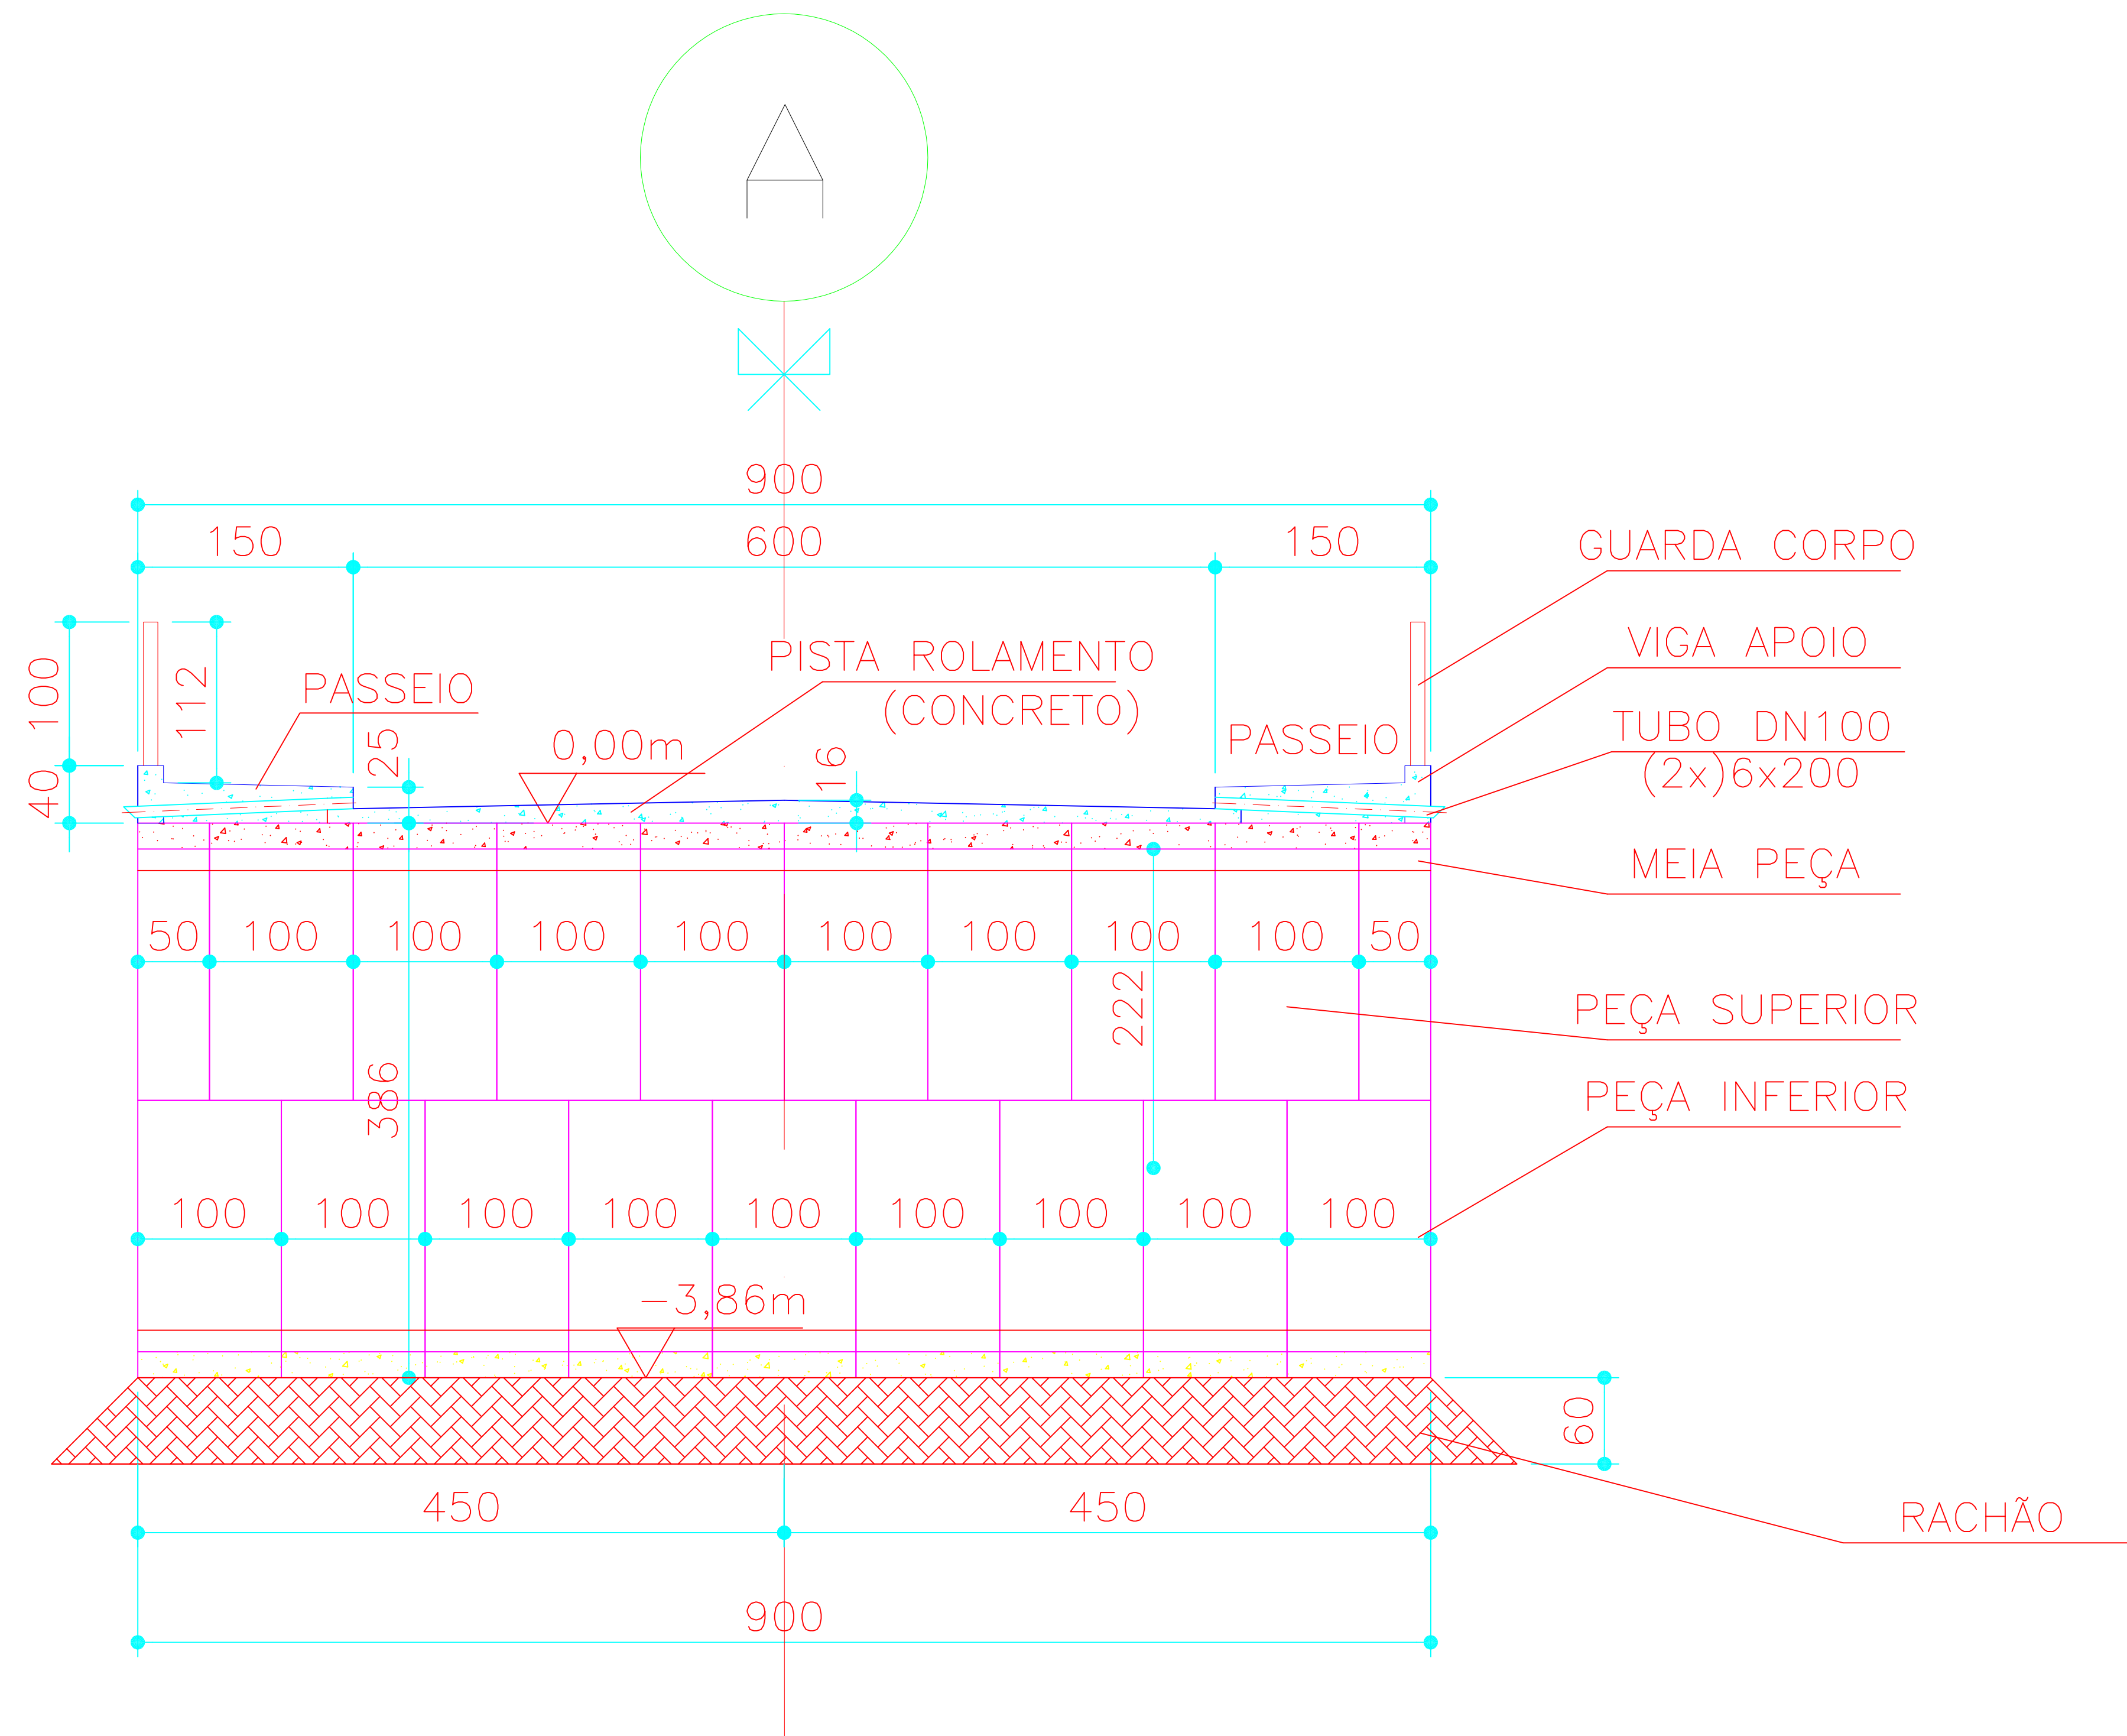 A
900
150 600 150
GUARDA CORPO
VIGA APOIO
PISTA ROLAMENTO
(CONCRETO)
PASSEIO
100
112
40
25
0,00m
16
PASSEIO
TUBO DN100
(2x)6x200
MEIA PEÇA
50 100 100 100 100 100 100 100 100 50
222
PEÇA SUPERIOR
386
PEÇA INFERIOR
100 100 100 100 100 100 100 100 100
-3,86m
60
450 450
RACHÃO
900